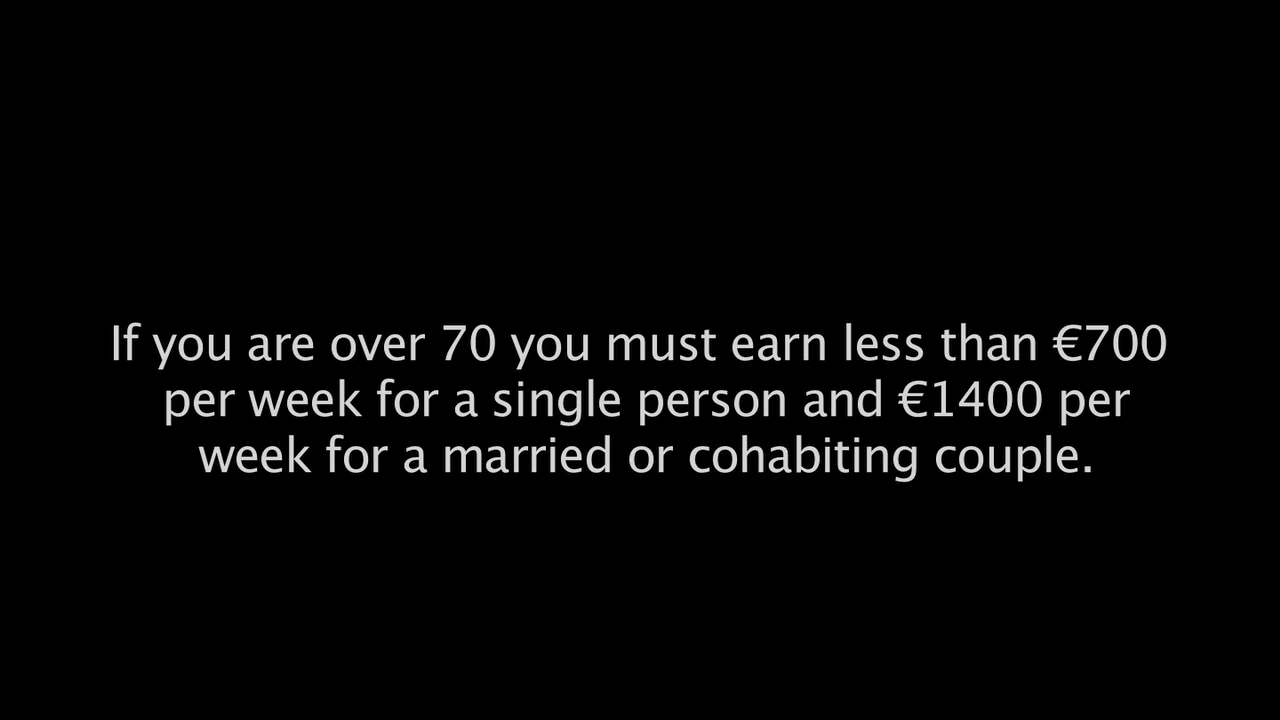 If you are over 70 you must earn less than €700
per week for a single person and €1400 per
week for a married or cohabiting couple.